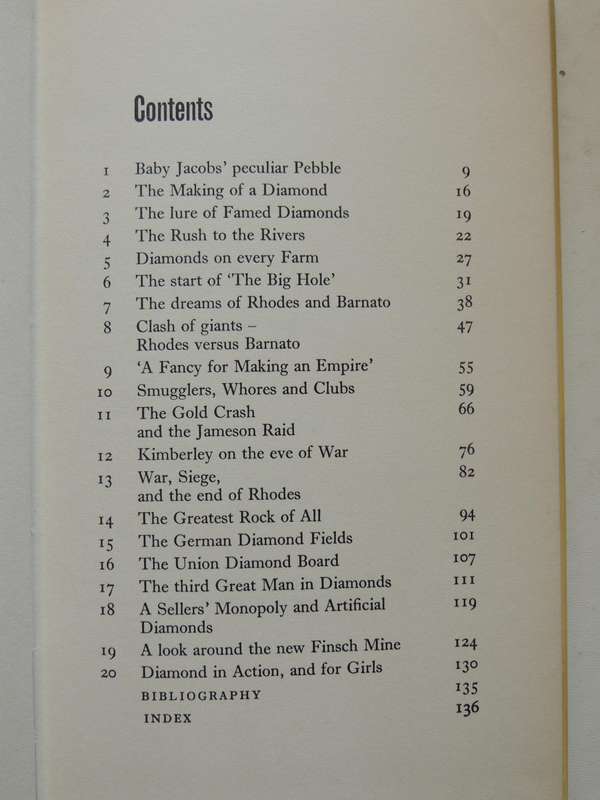 Contents
1 Baby Jacobs' peculiar Pebble 9
2 The Making of a Diamond 16
3 The lure of Famed Diamonds 19
4 The Rush to the Rivers 22
5 Diamonds on every Farm 27
6 The start of 'The Big Hole' 31
7 The dreams of Rhodes and Barnato 38
8 Clash of giants – 47
Rhodes versus Barnato
9 'A Fancy for Making an Empire' 55
10 Smugglers, Whores and Clubs 59
11 The Gold Crash 66
and the Jameson Raid
12 Kimberley on the eve of War 76
13 War, Siege, 82
and the end of Rhodes
14 The Greatest Rock of All 94
15 The German Diamond Fields 101
16 The Union Diamond Board 107
17 The third Great Man in Diamonds 111
18 A Sellers' Monopoly and Artificial 119
Diamonds
19 A look around the new Finsch Mine 124
20 Diamond in Action, and for Girls 130
BIBLIOGRAPHY 135
INDEX 136